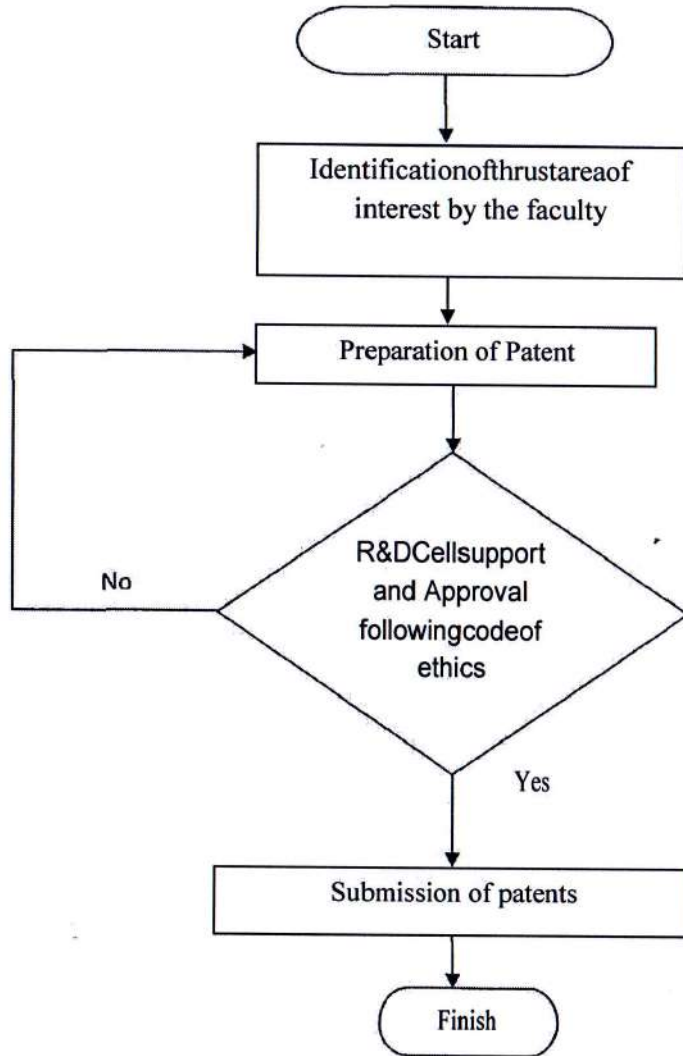 Start
Identificationofthrustareaof
interest by the faculty
Preparation of Patent
R&DCellsupport
and Approval
followingcodeof
ethics
No
Yes
Submission of patents
Finish